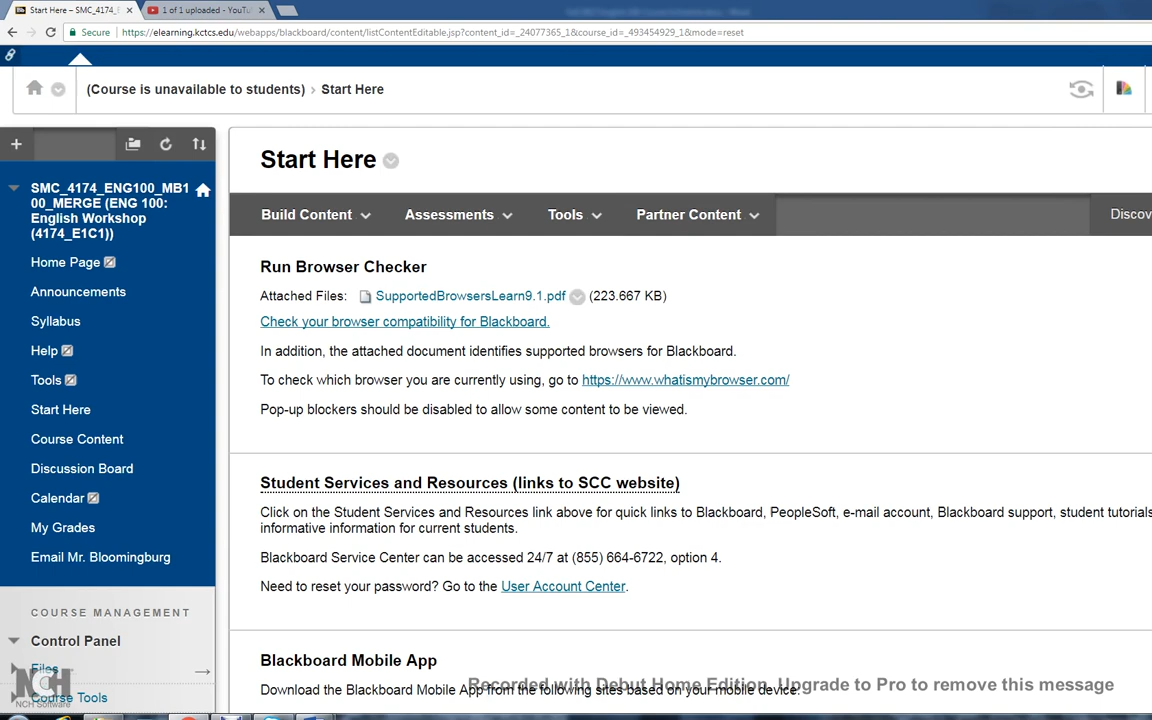 Start Here – SMC_4174_E
1 of 1 uploaded - YouTu
Secure
https://elearning.kctcs.edu/webapps/blackboard/content/listContentEditable.jsp?content_id=_24077365_1&course_id=_493454929_1&mode=reset
(Course is unavailable to students) › Start Here
SMC_4174_ENG100_MB1
00_MERGE (ENG 100:
English Workshop
(4174_E1C1))
Home Page
Announcements
Syllabus
Help
Tools
Start Here
Course Content
Discussion Board
Calendar
My Grades
Email Mr. Bloomingburg
COURSE MANAGEMENT
Control Panel
Files
Course Tools
NCH
NCH Software
Start Here
Build Content
Assessments
Tools
Partner Content
Discov
Run Browser Checker
Attached Files: SupportedBrowsersLearn9.1.pdf (223.667 KB)
Check your browser compatibility for Blackboard.
In addition, the attached document identifies supported browsers for Blackboard.
To check which browser you are currently using, go to https://www.whatismybrowser.com/
Pop-up blockers should be disabled to allow some content to be viewed.
Student Services and Resources (links to SCC website)
Click on the Student Services and Resources link above for quick links to Blackboard, PeopleSoft, e-mail account, Blackboard support, student tutorials
informative information for current students.
Blackboard Service Center can be accessed 24/7 at (855) 664-6722, option 4.
Need to reset your password? Go to the User Account Center.
Blackboard Mobile App
Download the Blackboard Mobile App from the following sites based on your mobile device.
Recorded with Debut Home Edition. Upgrade to Pro to remove this message